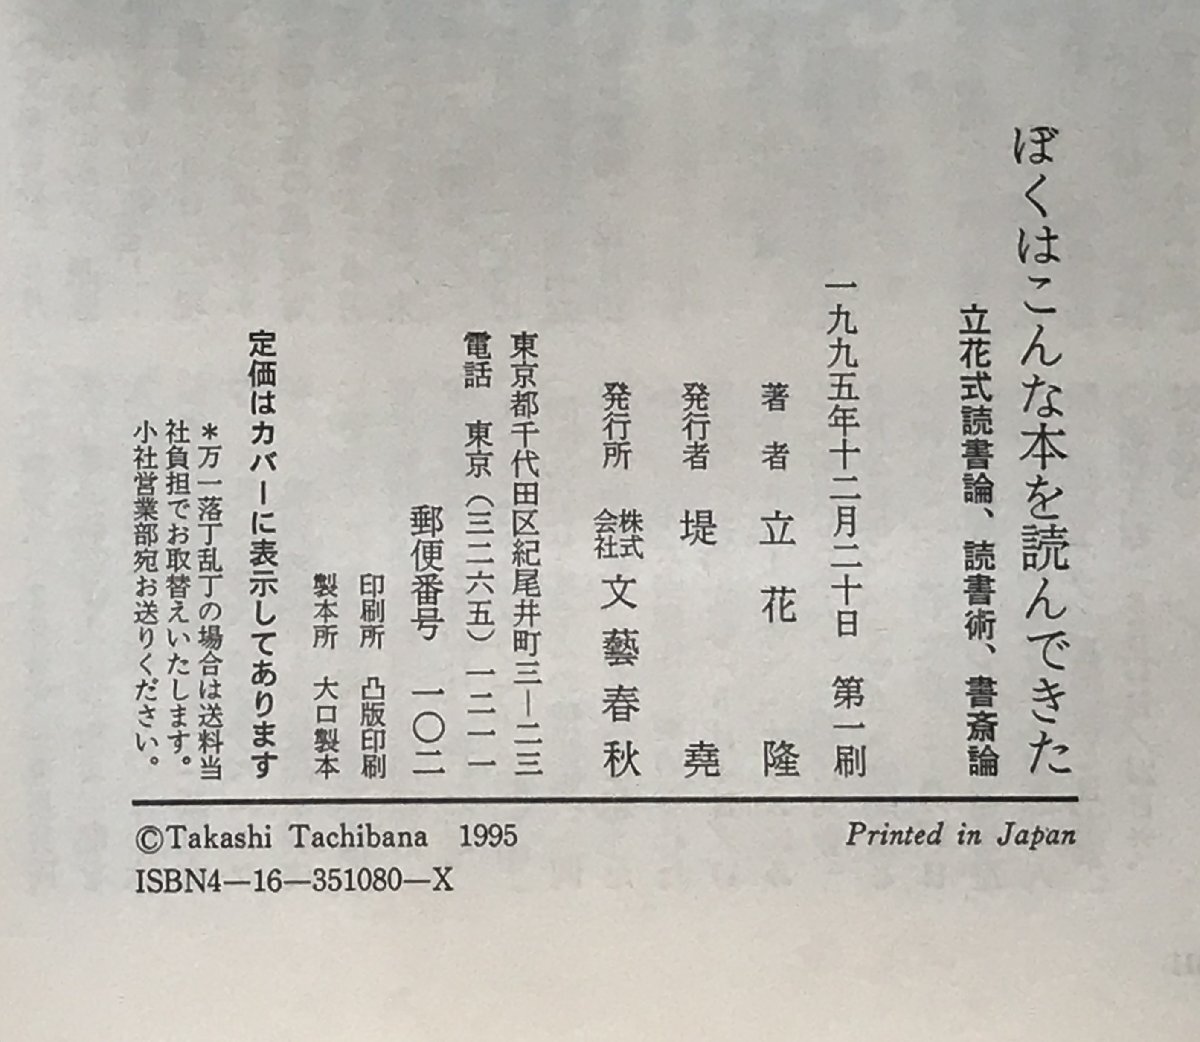 ぼくはこんな本を読んできた
立花式読書論、読書術、書斎論
一九九五年十二月二十日　第一刷
著者　立花　隆
発行者　堤　堯
発行所　株式会社　文藝春秋
東京都千代田区紀尾井町三―二三
電話　東京（三二六五）一二一一
郵便番号　一〇二
印刷所　凸版印刷
製本所　大口製本
定価はカバーに表示してあります
＊万一落丁乱丁の場合は送料当
社負担でお取替えいたします。
小社営業部宛お送りください。
©Takashi Tachibana 1995
Printed in Japan
ISBN4―16―351080―X